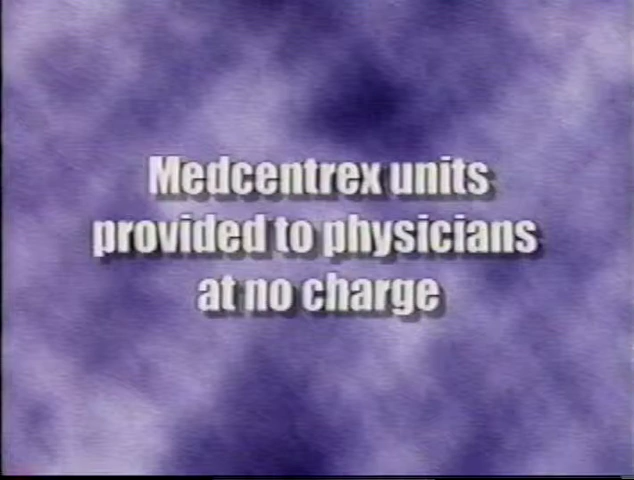 Medcentrex units
provided to physicians
at no charge